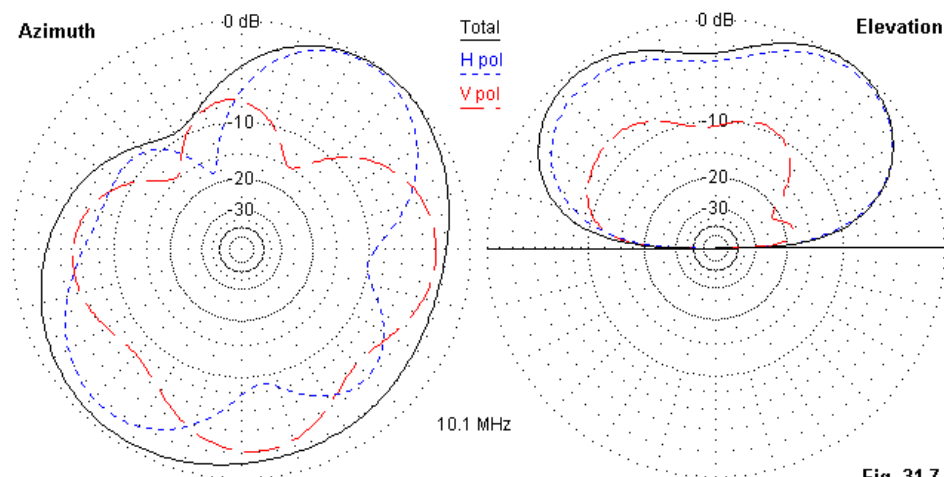 Azimuth
0 dB
-10
-20
-30
Total
H pol
V pol
10.1 MHz
0 dB
-10
-20
-30
Elevation
Fig. 31.7